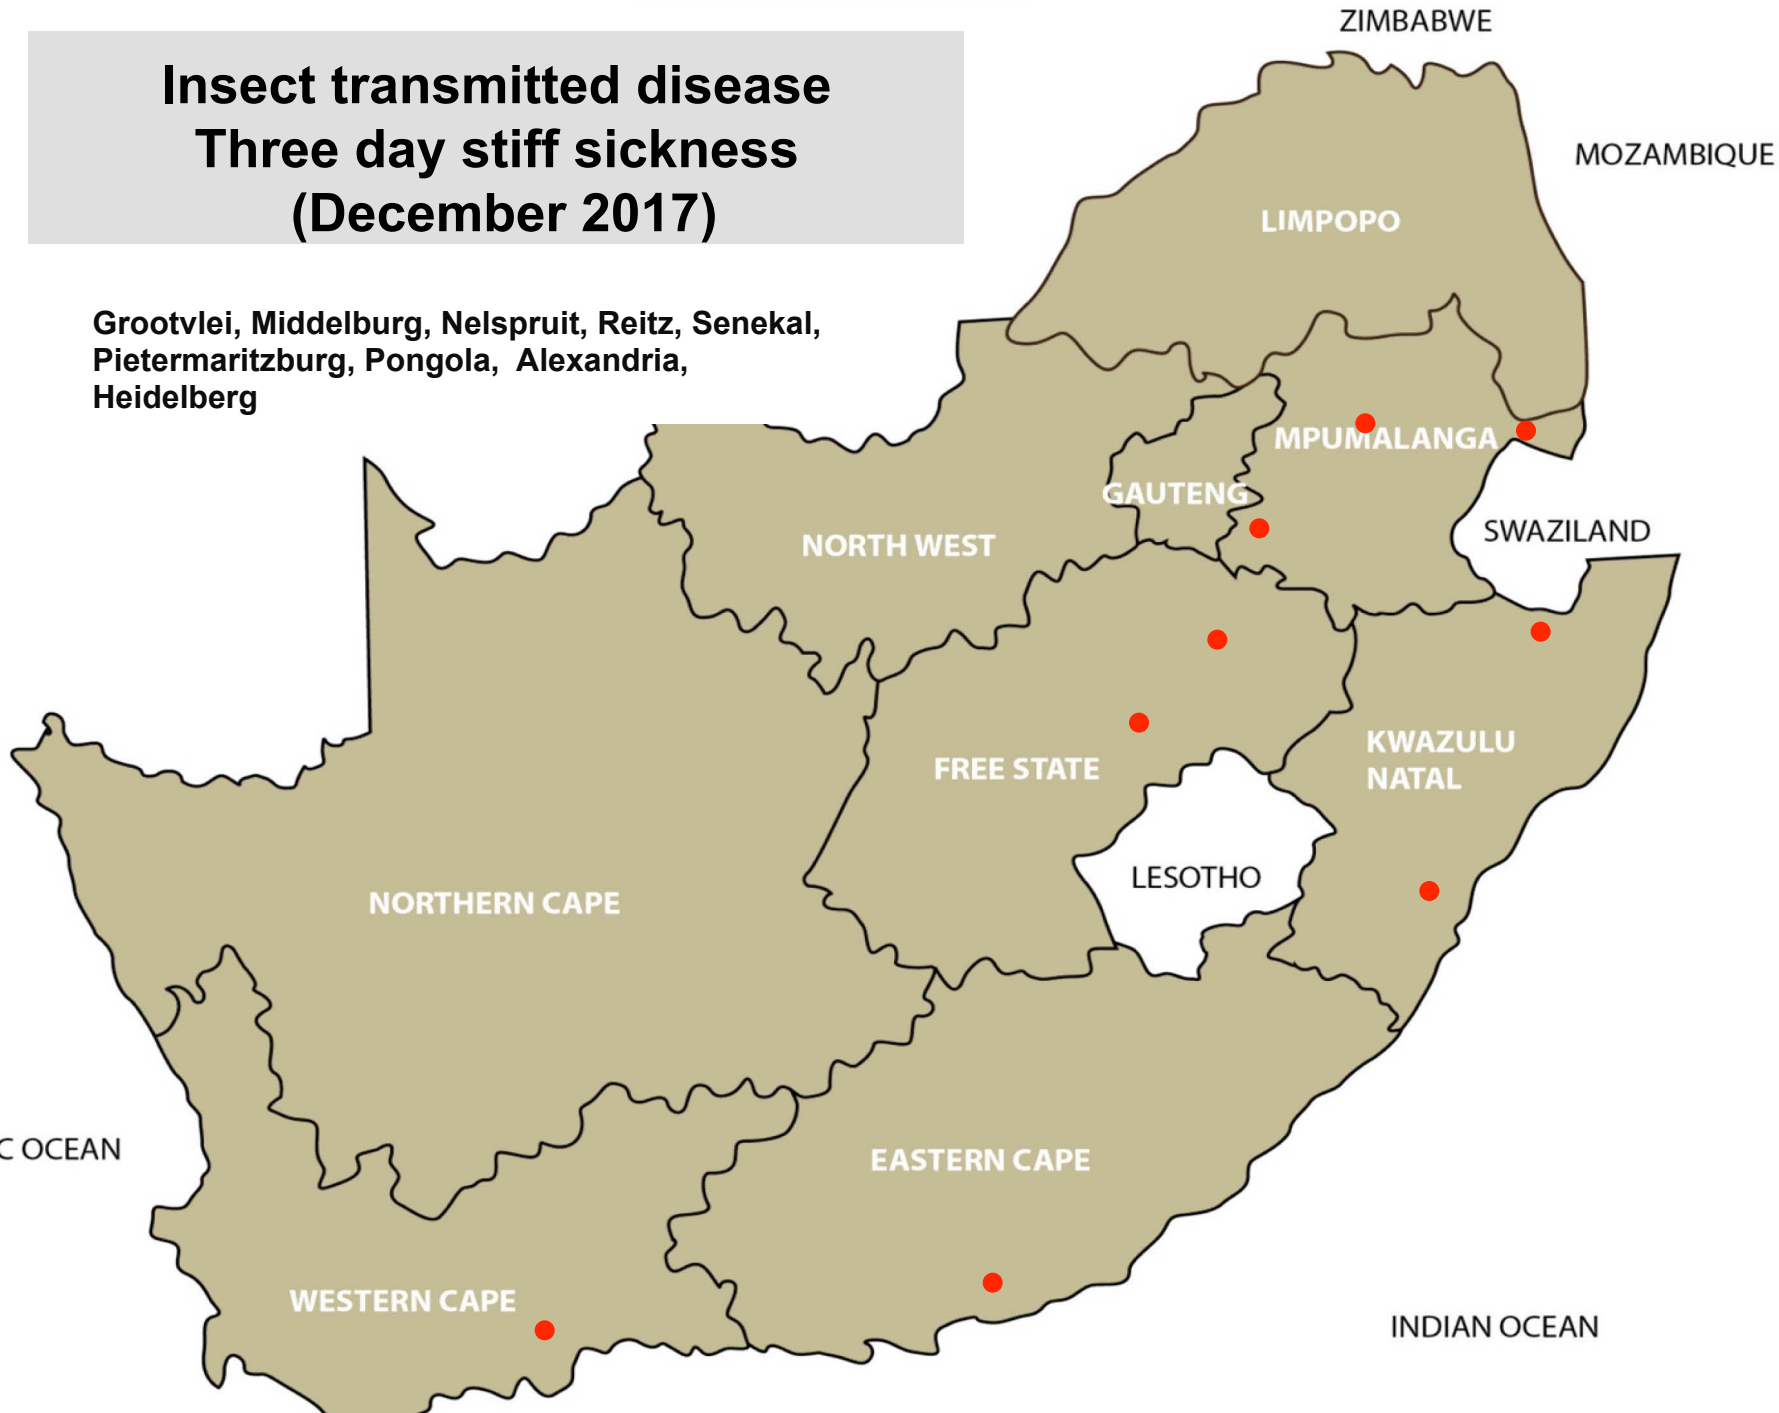 ZIMBABWE
Insect transmitted disease
Three day stiff sickness
(December 2017)
MOZAMBIQUE
LIMPOPO
Grootvlei, Middelburg, Nelspruit, Reitz, Senekal,
Pietermaritzburg, Pongola,  Alexandria,
Heidelberg
MPUMALANGA
GAUTENG
SWAZILAND
NORTH WEST
KWAZULU
NATAL
FREE STATE
LESOTHO
NORTHERN CAPE
C OCEAN
EASTERN CAPE
WESTERN CAPE
INDIAN OCEAN